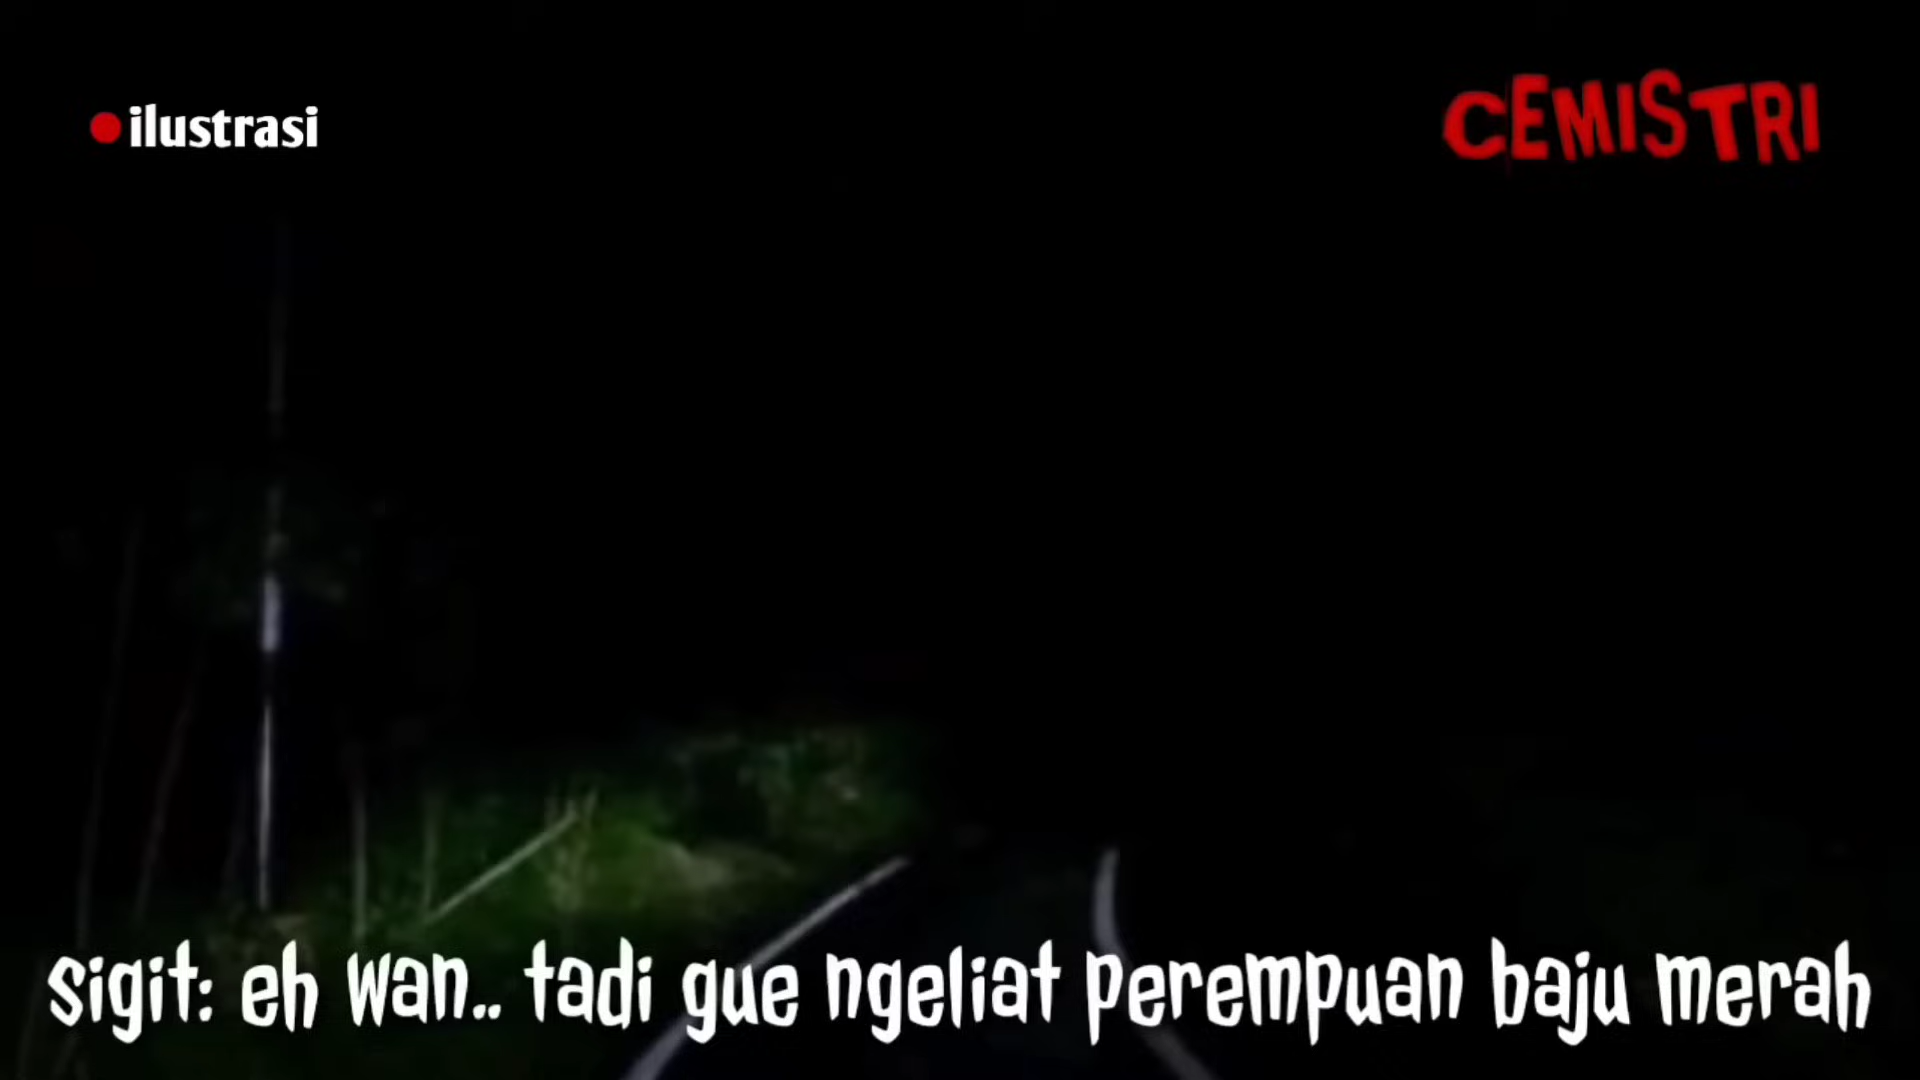 ilustrasi
CEMISTRI
sigit: eh wan.. tadi gue ngeliat perempuan baju merah